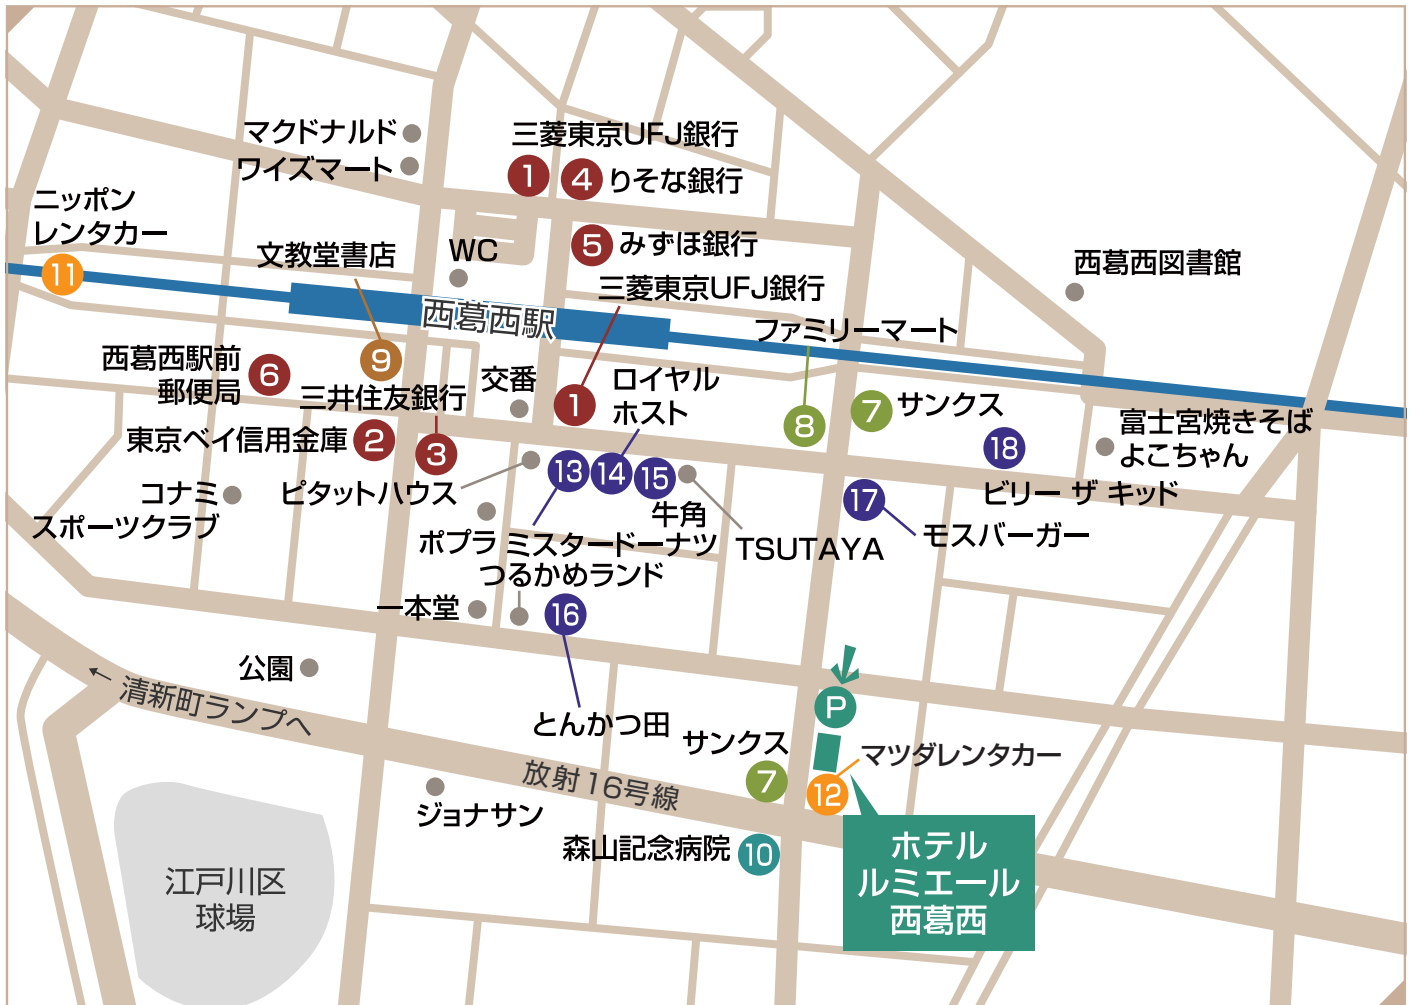 マクドナルド
ワイズマート
三菱東京UFJ銀行
1
4
りそな銀行
ニッポン
レンタカー
11
文教堂書店
WC
5
みずほ銀行
三菱東京UFJ銀行
西葛西図書館
西葛西駅
ファミリーマート
西葛西駅前
郵便局
6
9
三井住友銀行
交番
1
ロイヤル
ホスト
8
7
サンクス
18
富士宮焼きそば
よこちゃん
東京ベイ信用金庫
2
3
コナミ
スポーツクラブ
ピタットハウス
13
14
15
牛角
17
ビリー ザ キッド
ポプラ
ミスタードーナツ
TSUTAYA
モスバーガー
つるかめランド
一本堂
16
公園
←清新町ランプへ
とんかつ田
P
サンクス
7
マツダレンタカー
12
放射16号線
ジョナサン
森山記念病院
10
ホテル
ルミエール
西葛西
江戸川区
球場